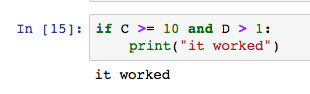 In [15]: if C >= 10 and D > 1:
print("it worked")
it worked